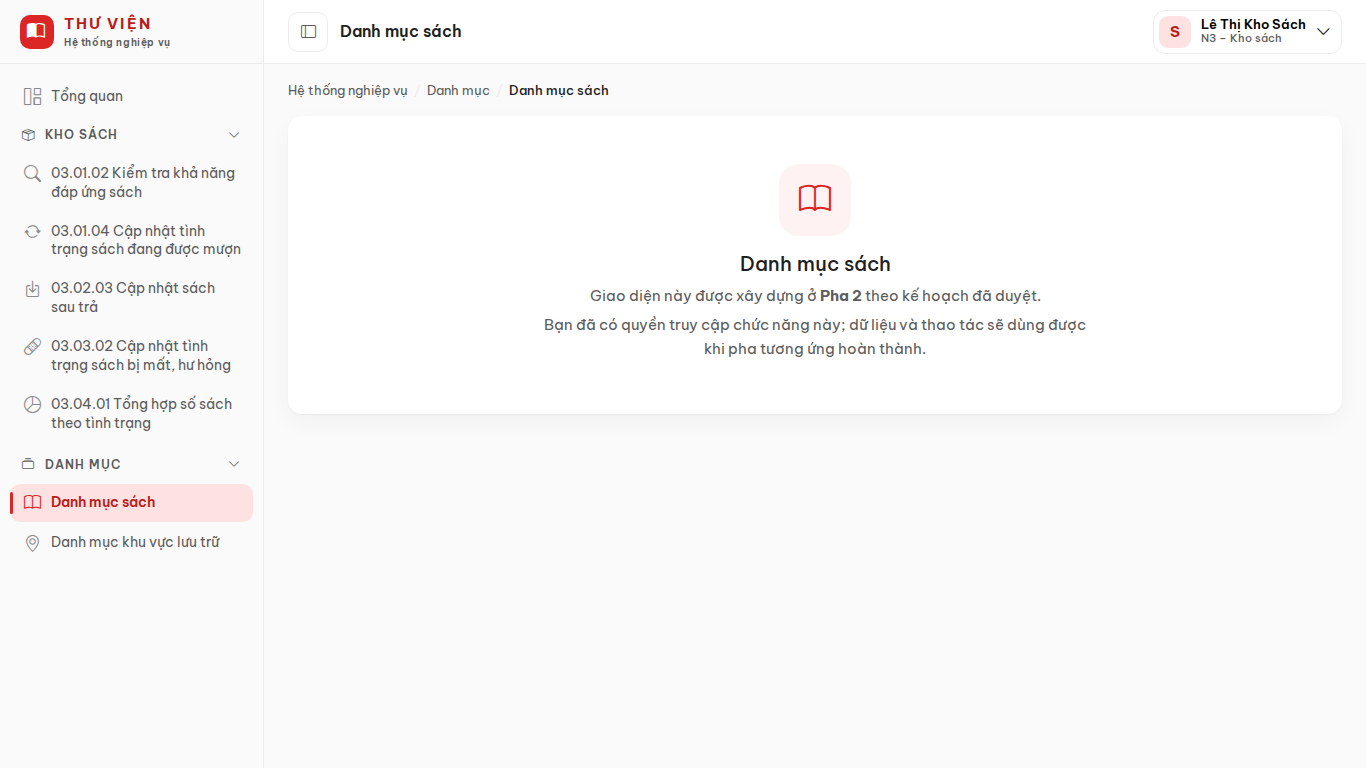 THƯ VIỆN
Hệ thống nghiệp vụ
Danh mục sách
S
Lê Thị Kho Sách
N3 – Kho sách
Tổng quan
KHO SÁCH
03.01.02 Kiểm tra khả năng
đáp ứng sách
03.01.04 Cập nhật tình
trạng sách đang được mượn
03.02.03 Cập nhật sách
sau trả
03.03.02 Cập nhật tình
trạng sách bị mất, hư hỏng
03.04.01 Tổng hợp số sách
theo tình trạng
DANH MỤC
Danh mục sách
Danh mục khu vực lưu trữ
Hệ thống nghiệp vụ / Danh mục / Danh mục sách
Danh mục sách
Giao diện này được xây dựng ở Pha 2 theo kế hoạch đã duyệt.
Bạn đã có quyền truy cập chức năng này; dữ liệu và thao tác sẽ dùng được
khi pha tương ứng hoàn thành.